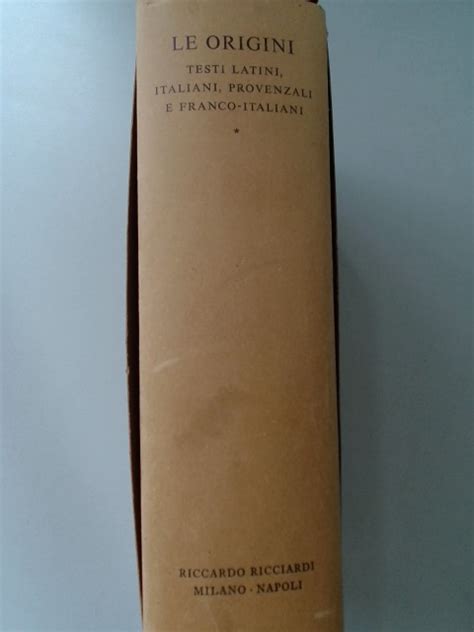 LE ORIGINI
TESTI LATINI,
ITALIANI, PROVENZALI
E FRANCO-ITALIANI
*
RICCARDO RICCIARDI
MILANO - NAPOLI